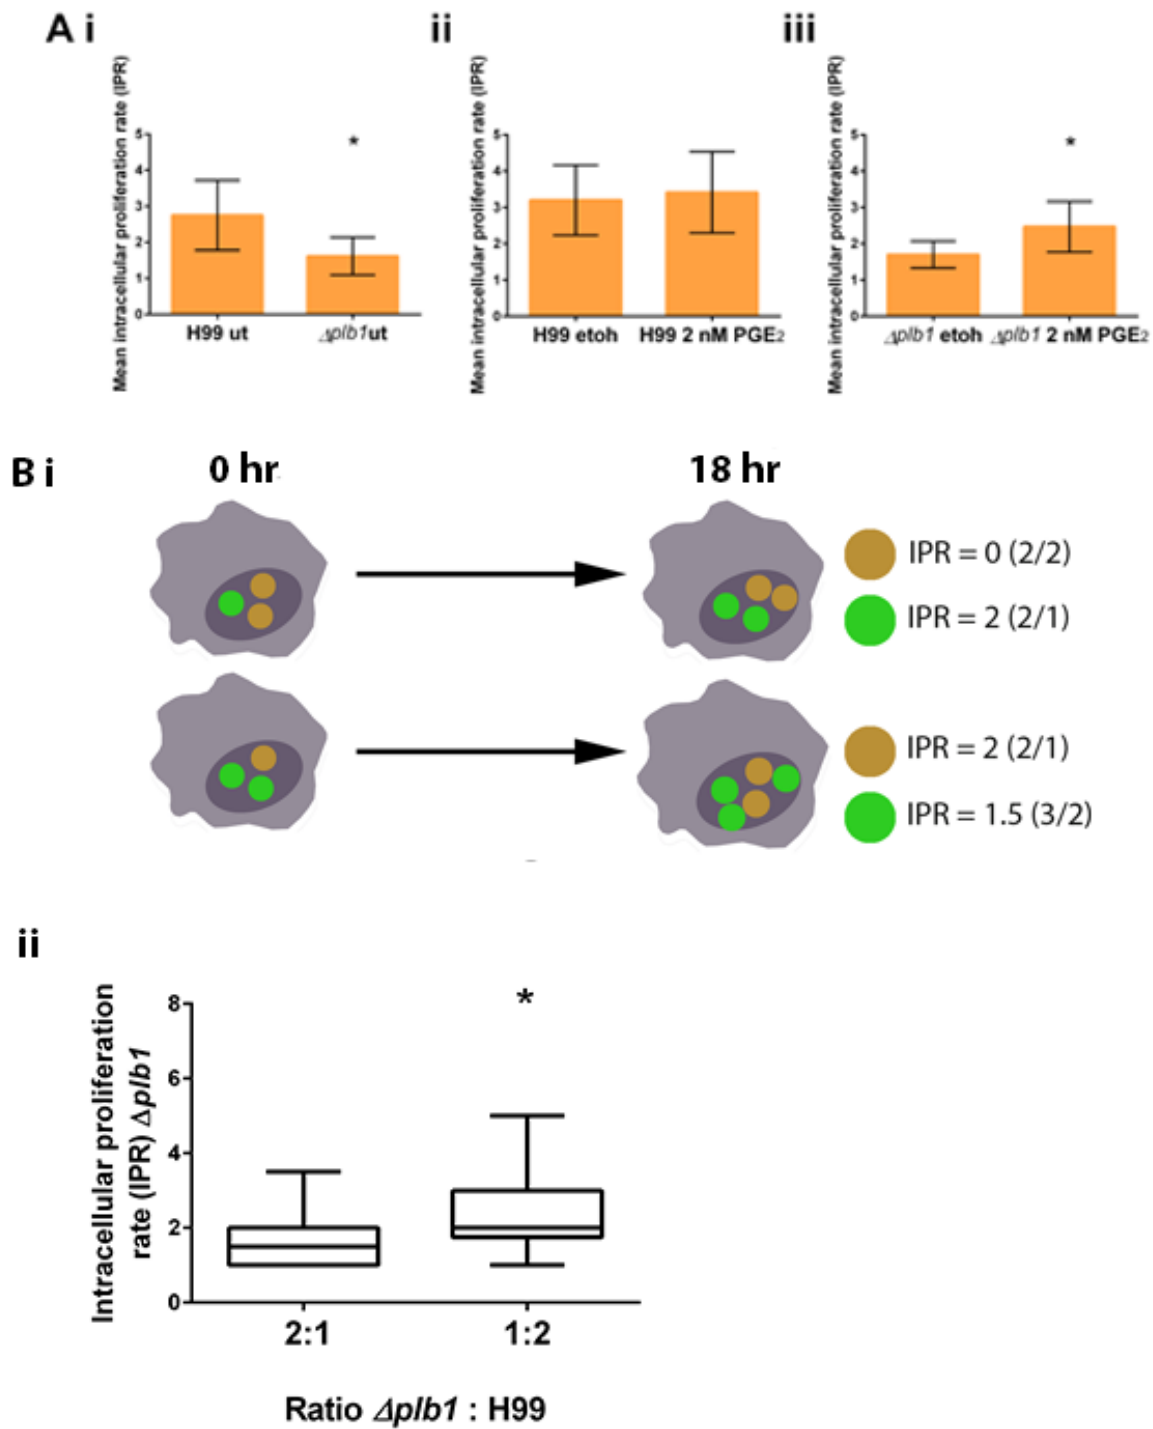 A i
ii
iii
Mean intracellular proliferation rate (IPR)
5
4
3
2
1
0
*
H99 ut
Δplb1ut
Mean intracellular proliferation rate (IPR)
5
4
3
2
1
0
H99 etoh
H99 2 nM PGE2
Mean intracellular proliferation rate (IPR)
5
4
3
2
1
0
*
Δplb1 etoh
Δplb1 2 nM PGE2
B i
0 hr
18 hr
IPR = 0 (2/2)
IPR = 2 (2/1)
IPR = 2 (2/1)
IPR = 1.5 (3/2)
ii
Intracellular proliferation
rate (IPR) Δplb1
8
6
4
2
0
*
2:1
1:2
Ratio Δplb1 : H99